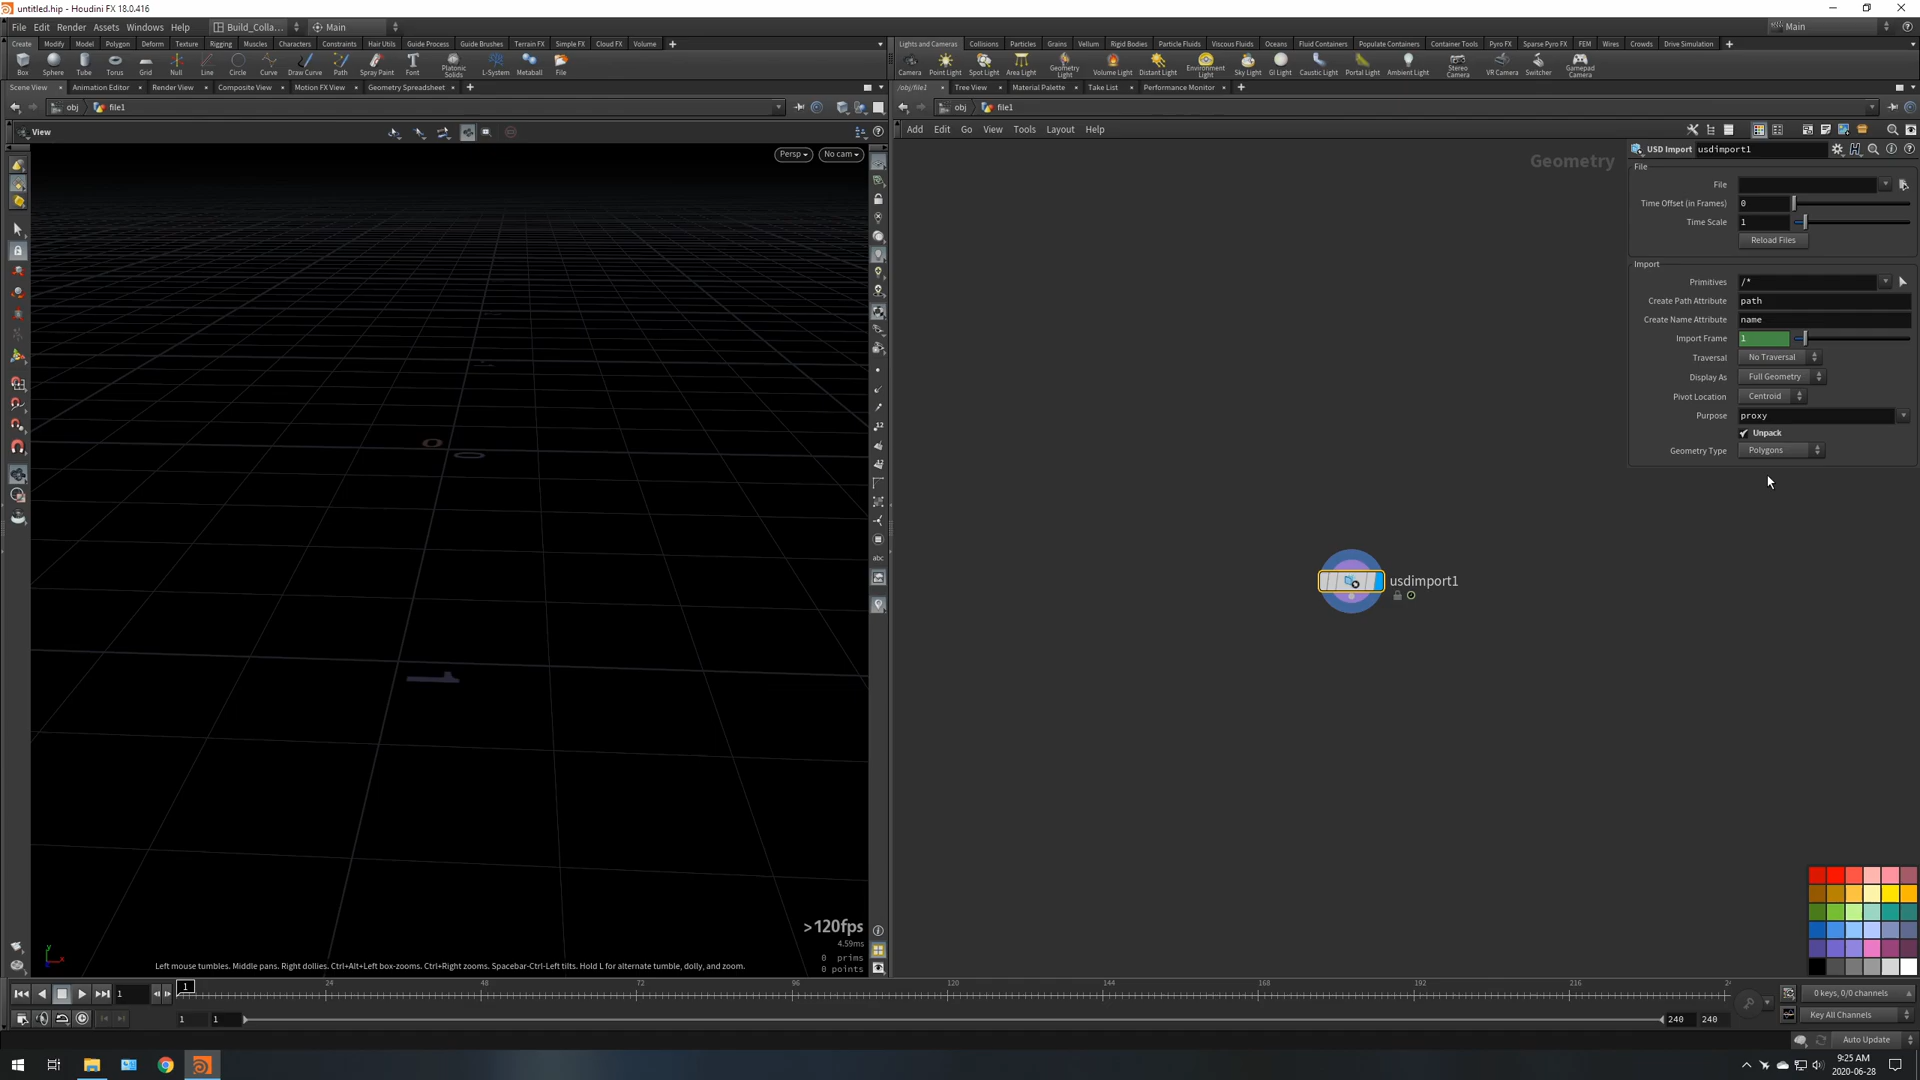 untitled.hip - Houdini FX 18.0.416
File Edit Render Assets Windows Help Build_Colla... Main Main
Create Modify Model Polygon Deform Texture Rigging Muscles Characters Constraints Hair Utils Guide Process Guide Brushes Terrain FX Simple FX Cloud FX Volume
Box Sphere Tube Torus Grid Null Line Circle Curve Draw Curve Path Spray Paint Font Platonic Solids L-System Metaball File
Lights and Cameras Collisions Particles Grains Vellum Rigid Bodies Particle Fluids Viscous Fluids Oceans Fluid Containers Populate Containers Container Tools Pyro FX Sparse Pyro FX FEM Wires Crowds Drive Simulation
Camera Point Light Spot Light Area Light Geometry Light Volume Light Distant Light Environment Light Sky Light GI Light Caustic Light Portal Light Ambient Light Stereo Camera VR Camera Switcher Gamepad Camera
Scene View Animation Editor Render View Composite View Motion FX View Geometry Spreadsheet
/obj/file1 Tree View Material Palette Take List Performance Monitor
obj file1
obj file1
View
Add Edit Go View Tools Layout Help
Persp No cam
Geometry
USD Import usdimport1
File
File
Time Offset (in Frames) 0
Time Scale 1
Reload Files
Import
Primitives /*
Create Path Attribute path
Create Name Attribute name
Import Frame 1
Traversal No Traversal
Display As Full Geometry
Pivot Location Centroid
Purpose proxy
Unpack
Geometry Type Polygons
usdimport1
0
0
1
abc
>120fps
4.59ms
0 prims
0 points
y
x
Left mouse tumbles. Middle pans. Right dollies. Ctrl+Alt+Left box-zooms. Ctrl+Right zooms. Spacebar-Ctrl-Left tilts. Hold L for alternate tumble, dolly, and zoom.
1 1 24 48 72 96 120 144 168 192 216
0 keys, 0/0 channels
1 1 240 240
Key All Channels
Auto Update
9:25 AM
2020-06-28